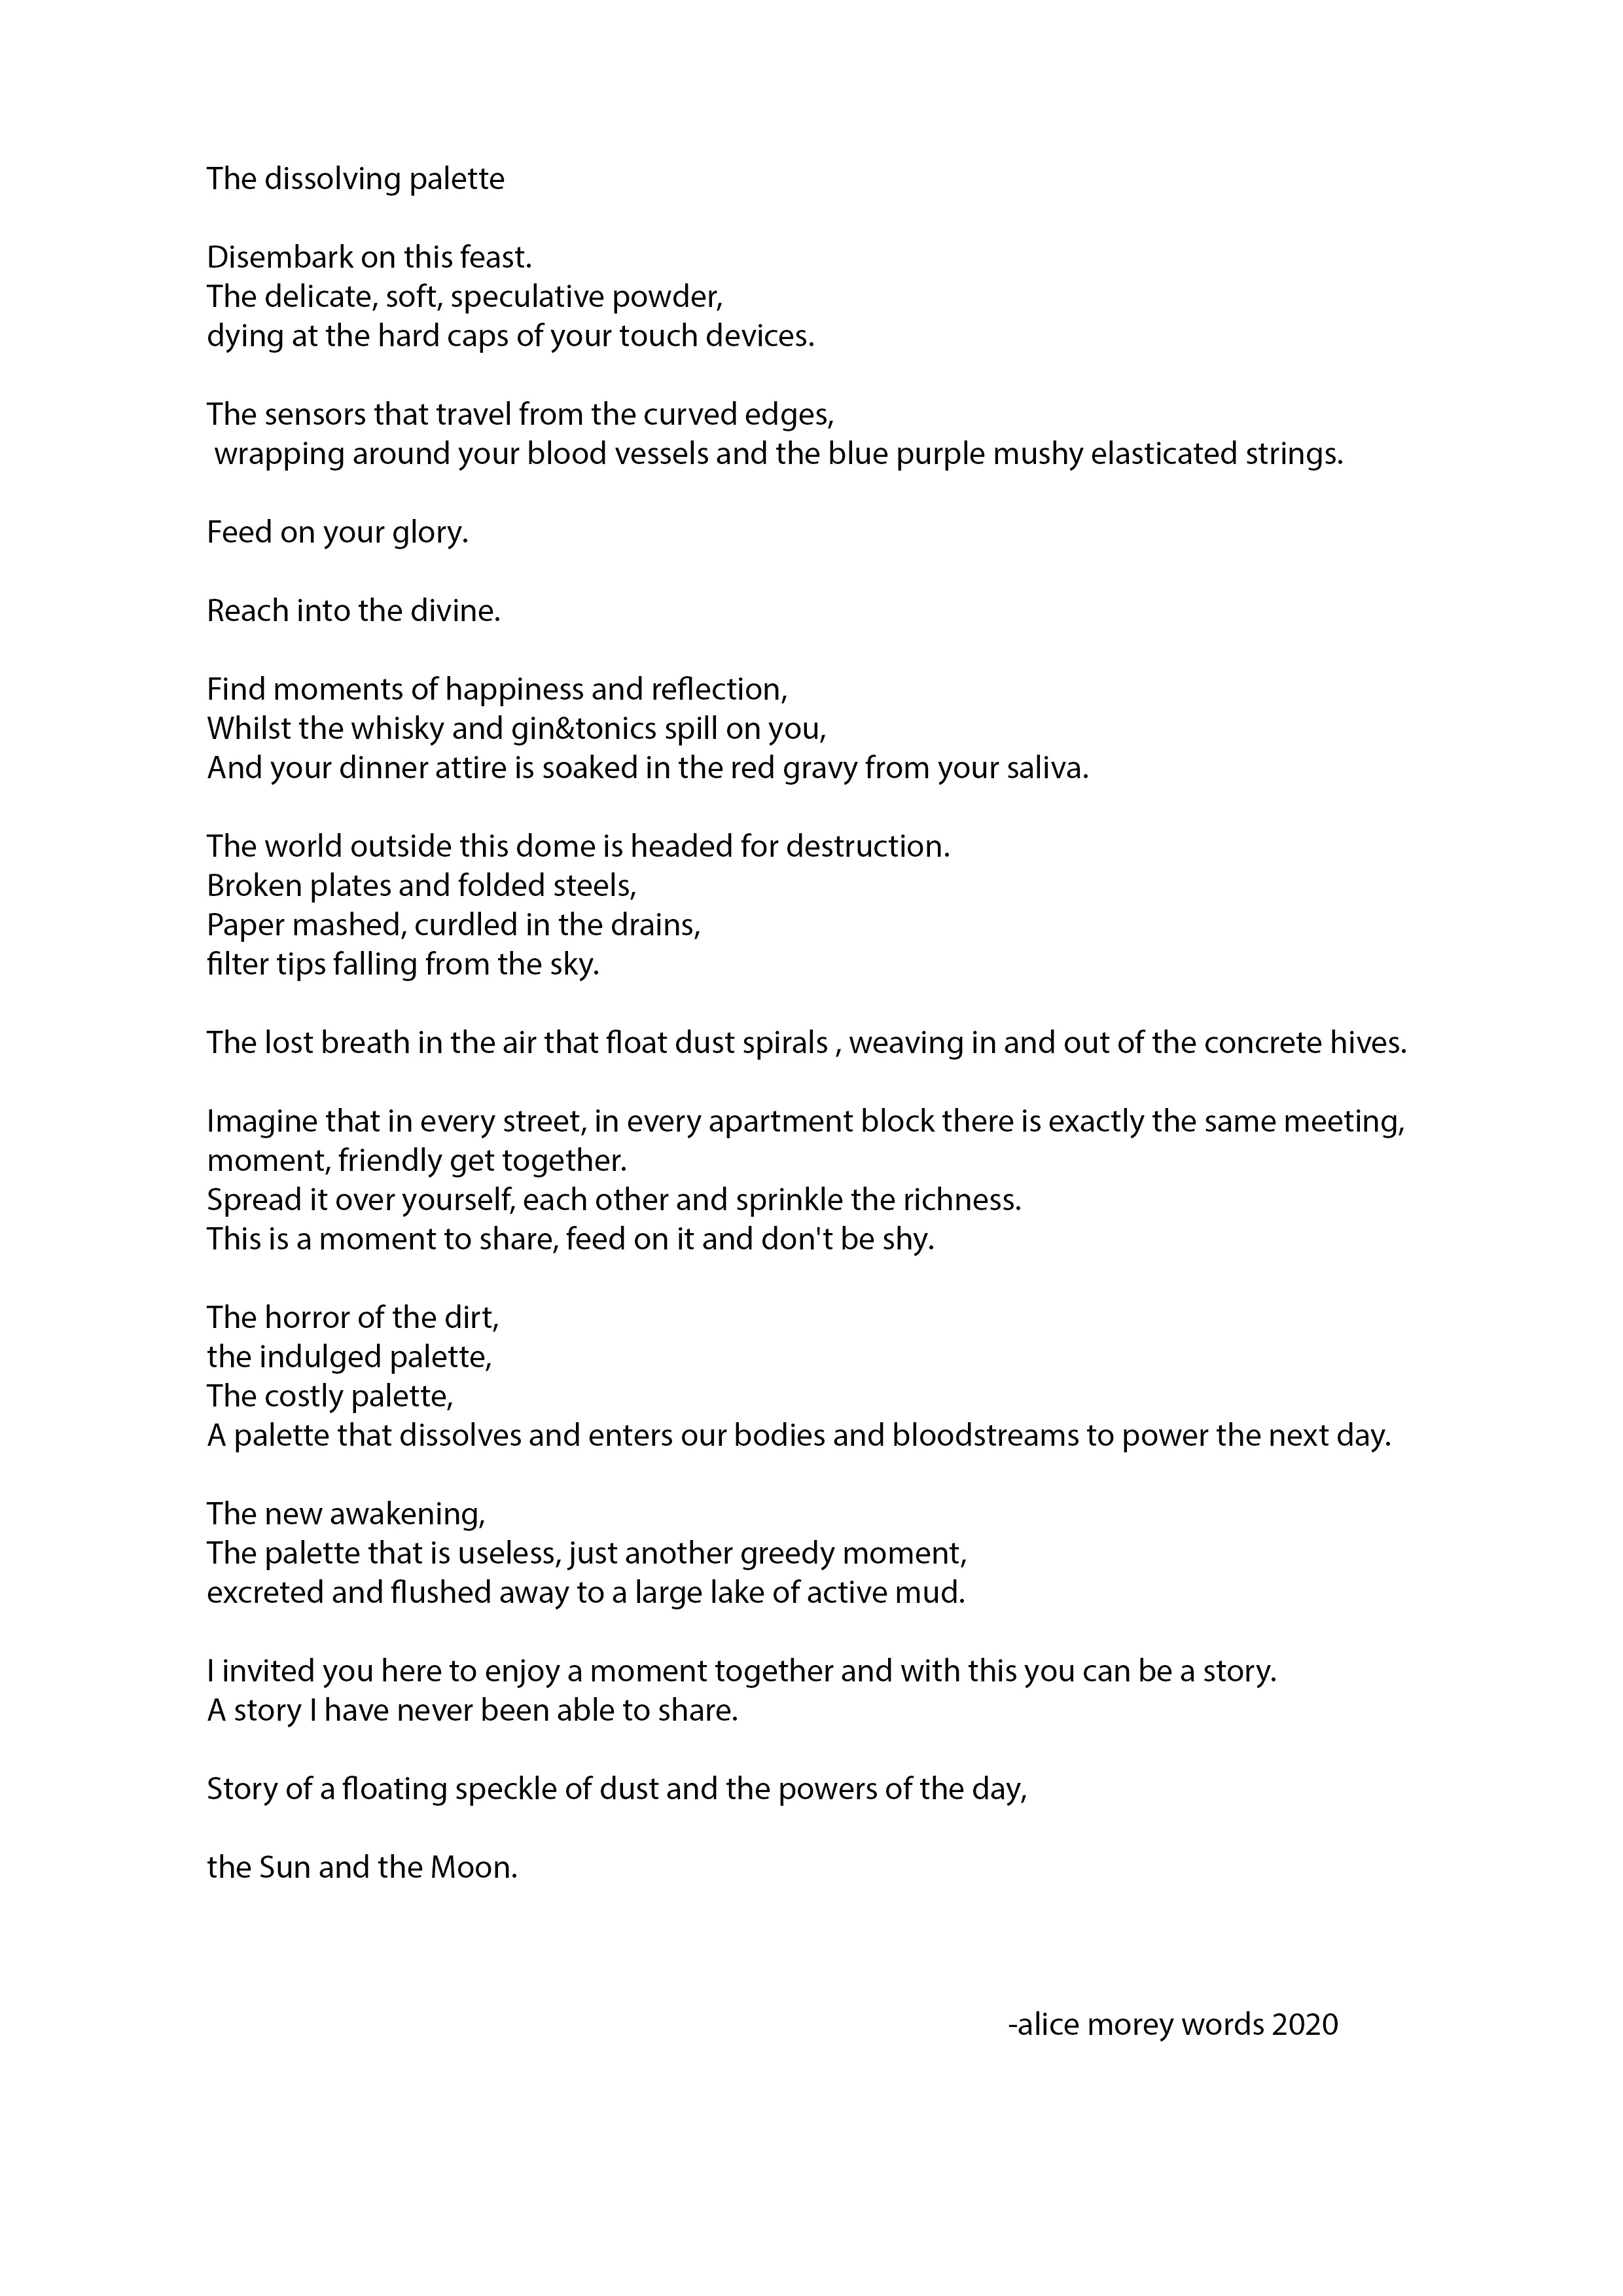 The dissolving palette
Disembark on this feast.
The delicate, soft, speculative powder,
dying at the hard caps of your touch devices.
The sensors that travel from the curved edges,
wrapping around your blood vessels and the blue purple mushy elasticated strings.
Feed on your glory.
Reach into the divine.
Find moments of happiness and reflection,
Whilst the whisky and gin&tonics spill on you,
And your dinner attire is soaked in the red gravy from your saliva.
The world outside this dome is headed for destruction.
Broken plates and folded steels,
Paper mashed, curdled in the drains,
filter tips falling from the sky.
The lost breath in the air that float dust spirals , weaving in and out of the concrete hives.
Imagine that in every street, in every apartment block there is exactly the same meeting,
moment, friendly get together.
Spread it over yourself, each other and sprinkle the richness.
This is a moment to share, feed on it and don't be shy.
The horror of the dirt,
the indulged palette,
The costly palette,
A palette that dissolves and enters our bodies and bloodstreams to power the next day.
The new awakening,
The palette that is useless, just another greedy moment,
excreted and flushed away to a large lake of active mud.
I invited you here to enjoy a moment together and with this you can be a story.
A story I have never been able to share.
Story of a floating speckle of dust and the powers of the day,
the Sun and the Moon.
-alice morey words 2020